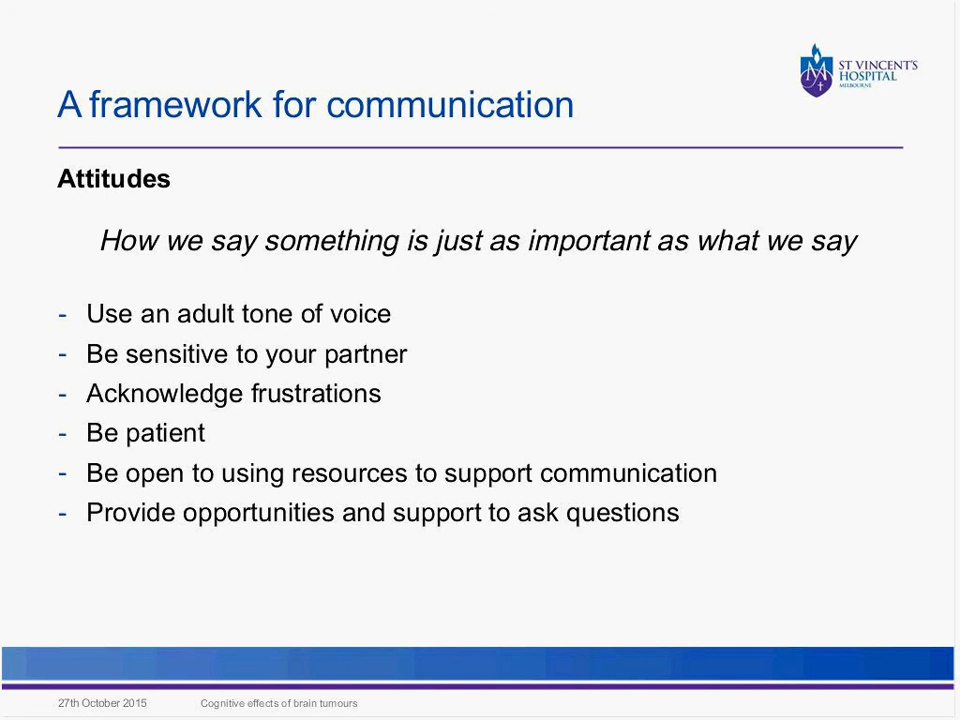 ST VINCENT'S
HOSPITAL
MELBOURNE
A framework for communication
Attitudes
How we say something is just as important as what we say
- Use an adult tone of voice
- Be sensitive to your partner
- Acknowledge frustrations
- Be patient
- Be open to using resources to support communication
- Provide opportunities and support to ask questions
27th October 2015 Cognitive effects of brain tumours